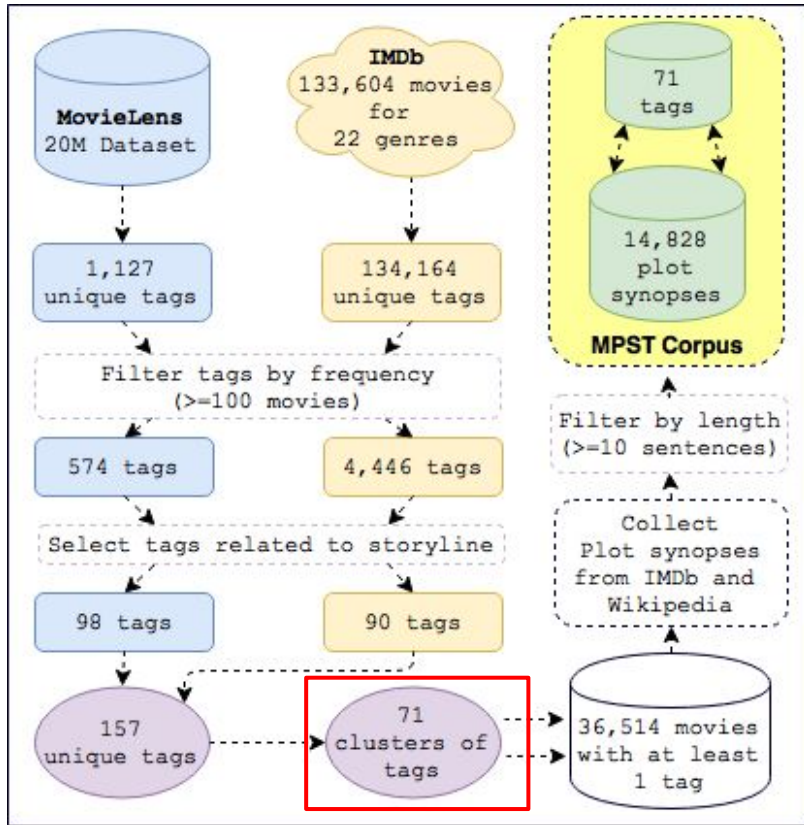 MovieLens
20M Dataset
IMDb
133,604 movies
for
22 genres
71
tags
14,828
plot
synopses
MPST Corpus
1,127
unique tags
134,164
unique tags
Filter tags by frequency
(>=100 movies)
574 tags
4,446 tags
Filter by length
(>=10 sentences)
Select tags related to storyline
Collect
Plot synopses
from IMDb and
Wikipedia
98 tags
90 tags
157
unique tags
71
clusters of
tags
36,514 movies
with at least
1 tag